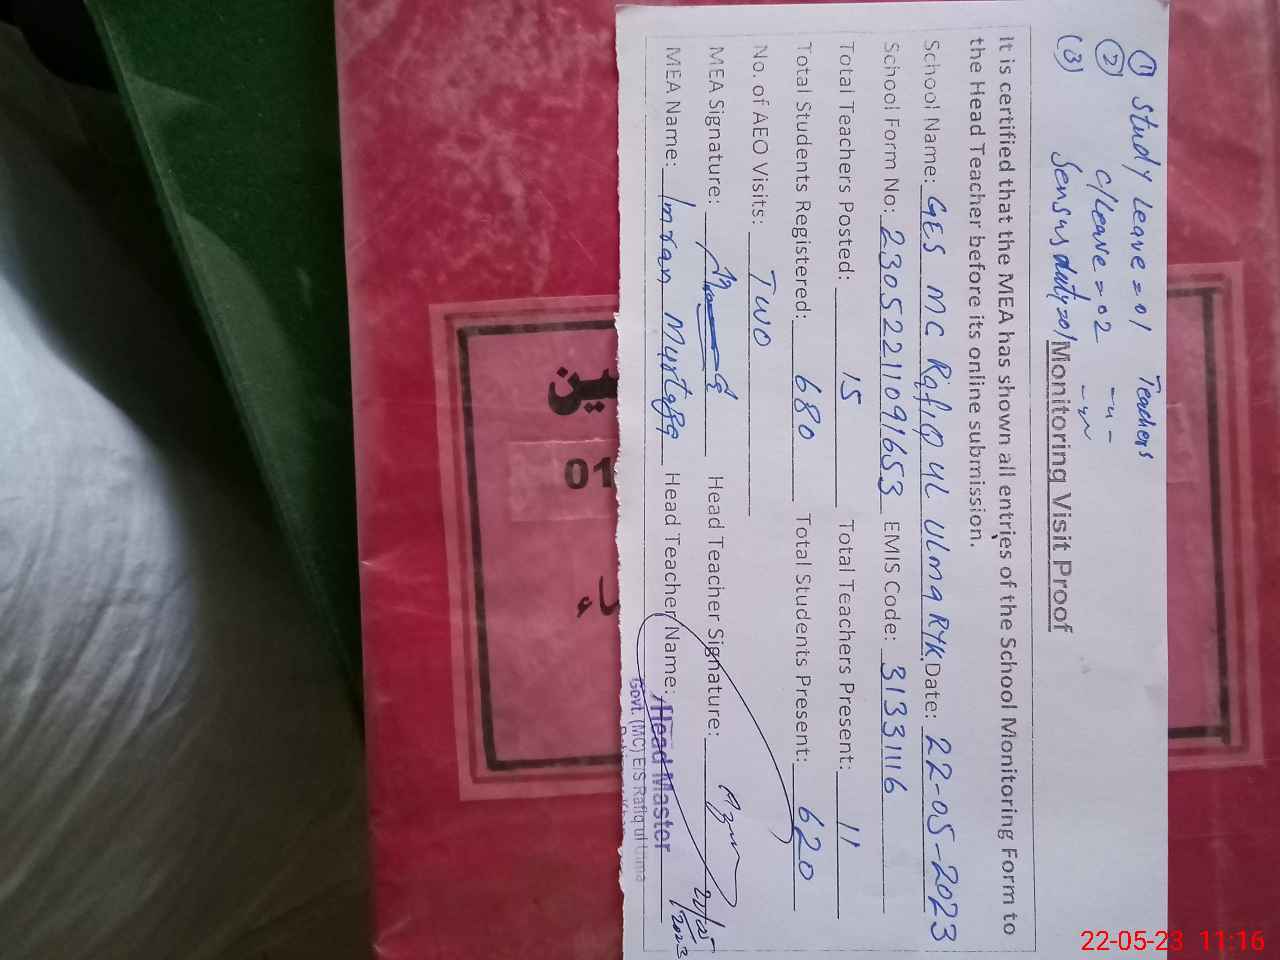 ① Study Leave = 01 Teachers
② c/Leave = 02 -"-
(3) Sensus duty=01 -"-
Monitoring Visit Proof
It is certified that the MEA has shown all entries of the School Monitoring Form to
the Head Teacher before its online submission.
School Name: GES MC Rafiq ul Ulma RYK. Date: 22-05-2023
School Form No: 2305221109 1653 EMIS Code: 31331116
Total Teachers Posted: 15 Total Teachers Present: 11
Total Students Registered: 680 Total Students Present: 620
No. of AEO Visits: TWO
MEA Signature: Head Teacher Signature:
MEA Name: Imran Murtaza Head Teacher Name: Head Master
Govt. (MC) E/S Rafiq ul Ulma
ين
01
لاء
22-05-23 11:16